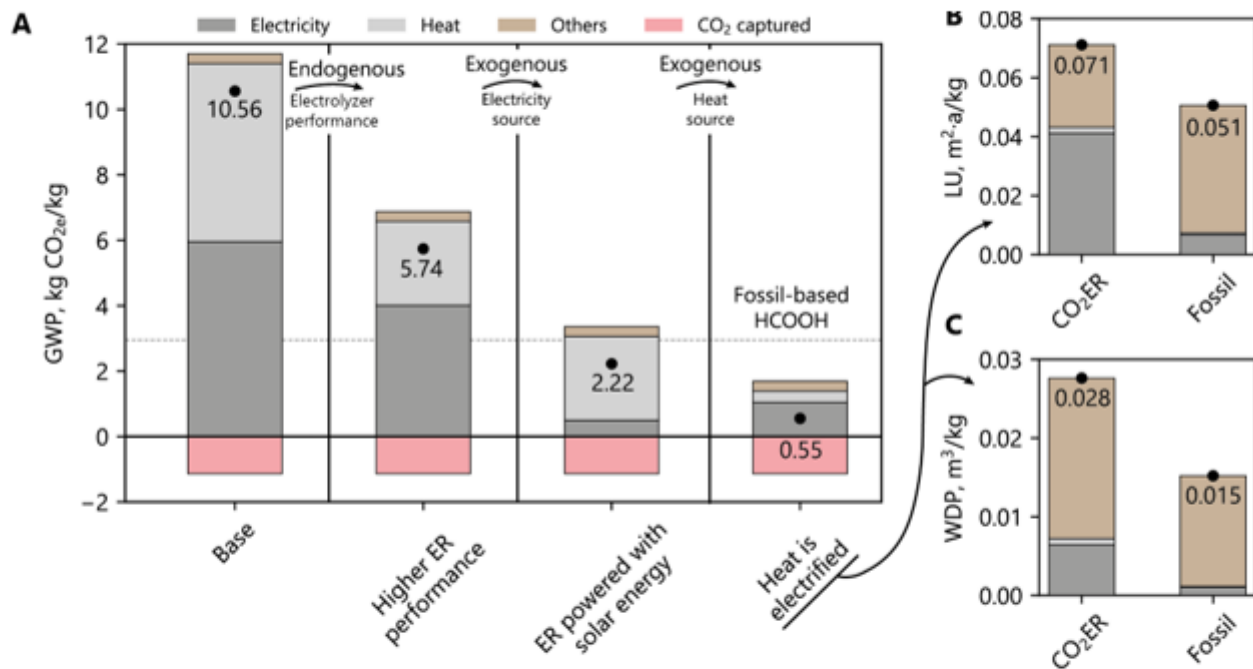 A
Electricity Heat Others CO₂ captured
GWP, kg CO₂ₑ/kg
12
10
8
6
4
2
0
−2
10.56
Endogenous
Electrolyzer
performance
5.74
Exogenous
Electricity
source
2.22
Exogenous
Heat
source
Fossil-based
HCOOH
0.55
Base
Higher ER
performance
ER powered with
solar energy
Heat is
electrified
B
LU, m²·a/kg
0.08
0.06
0.04
0.02
0.00
0.071
0.051
CO₂ER
Fossil
C
WDP, m³/kg
0.03
0.02
0.01
0.00
0.028
0.015
CO₂ER
Fossil